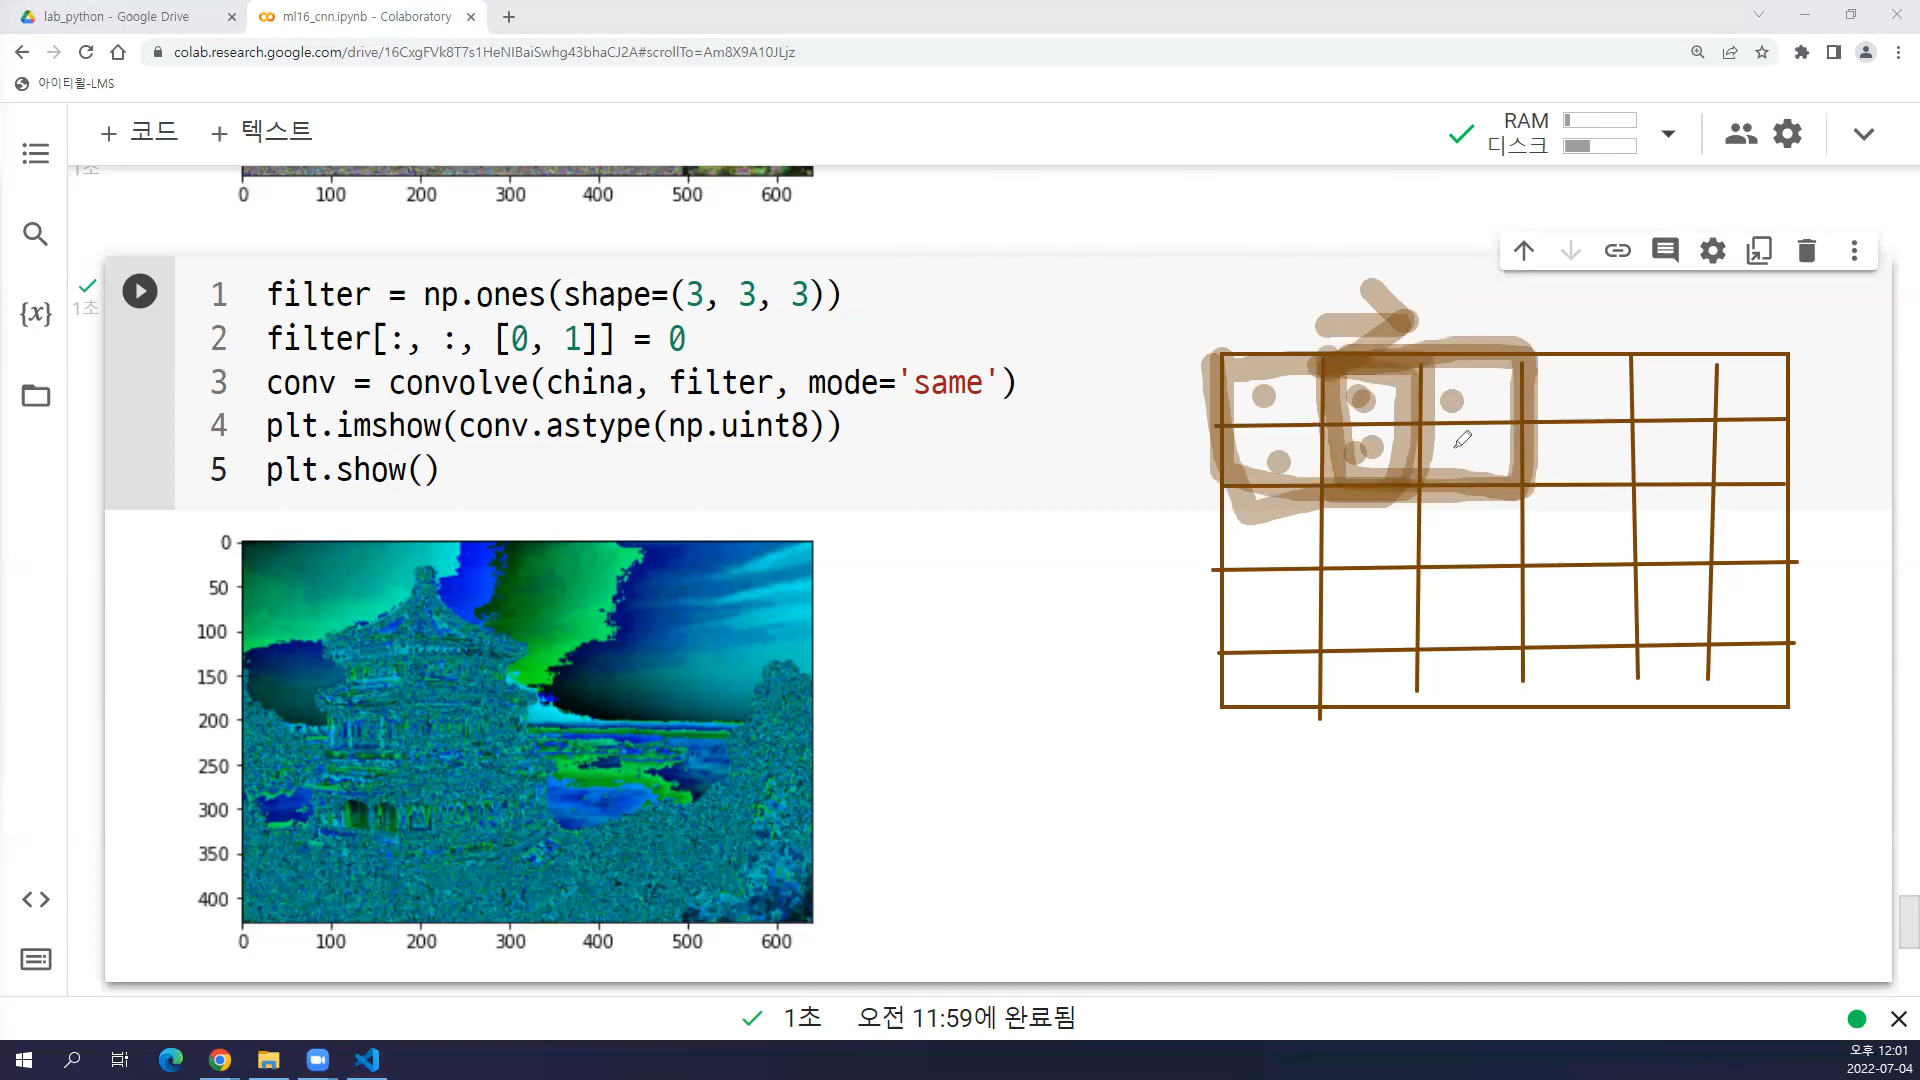 lab_python - Google Drive
ml16_cnn.ipynb - Colaboratory
colab.research.google.com/drive/16CxgFVk8T7s1HeNIBaiSwhg43bhaCJ2A#scrollTo=Am8X9A10JLjz
아이티윌-LMS
+ 코드 + 텍스트
RAM
디스크
1초
0 100 200 300 400 500 600
1초
1 filter = np.ones(shape=(3, 3, 3))
2 filter[:, :, [0, 1]] = 0
3 conv = convolve(china, filter, mode='same')
4 plt.imshow(conv.astype(np.uint8))
5 plt.show()
{x}
0
50
100
150
200
250
300
350
400
0 100 200 300 400 500 600
1초 오전 11:59에 완료됨
오후 12:01
2022-07-04